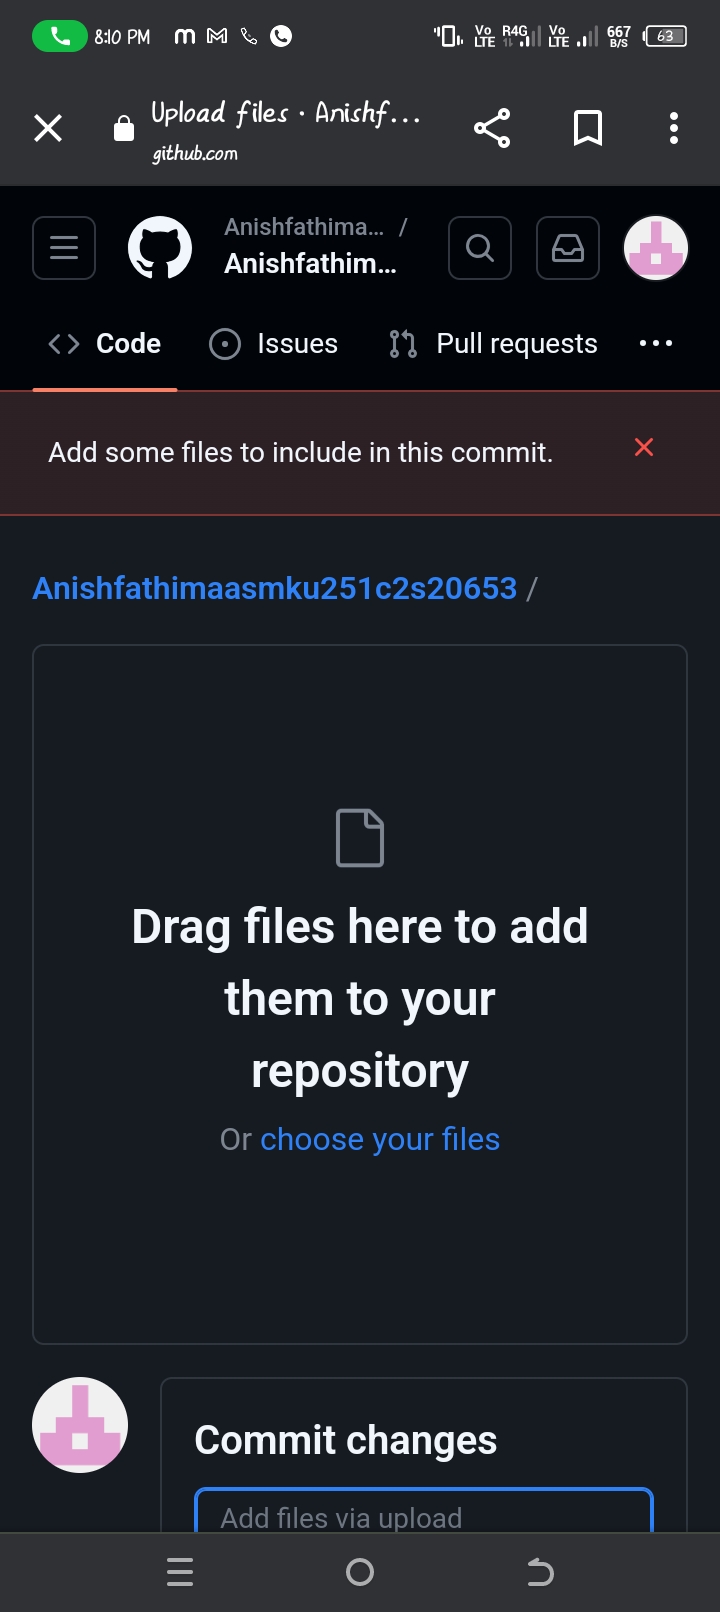 8:10 PM
Vo LTE R4G Vo LTE 667 B/S 63
Upload files · Anishf...
github.com
Anishfathima... /
Anishfathim...
Code Issues Pull requests
Add some files to include in this commit.
Anishfathimaasmku251c2s20653 /
Drag files here to add
them to your
repository
Or choose your files
Commit changes
Add files via upload